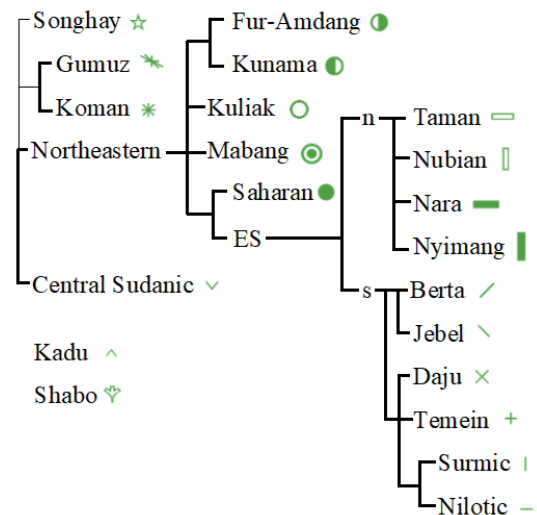 Songhay
Gumuz
Koman
Northeastern
Central Sudanic
Kadu
Shabo
Fur-Amdang
Kunama
Kuliak
Mabang
Saharan
ES
n
Taman
Nubian
Nara
Nyimang
s
Berta
Jebel
Daju
Temein
Surmic
Nilotic